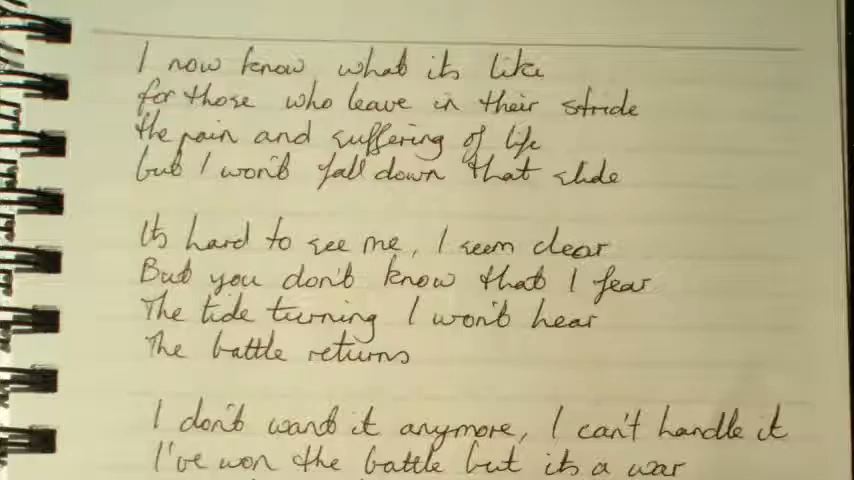 I now know what its like
for those who leave in their stride
the pain and suffering of life
but I won't fall down that slide
Its hard to see me, I seem clear
But you don't know that I fear
The tide turning I won't hear
The battle returns
I don't want it anymore, I can't handle it
I've won the battle but its a war